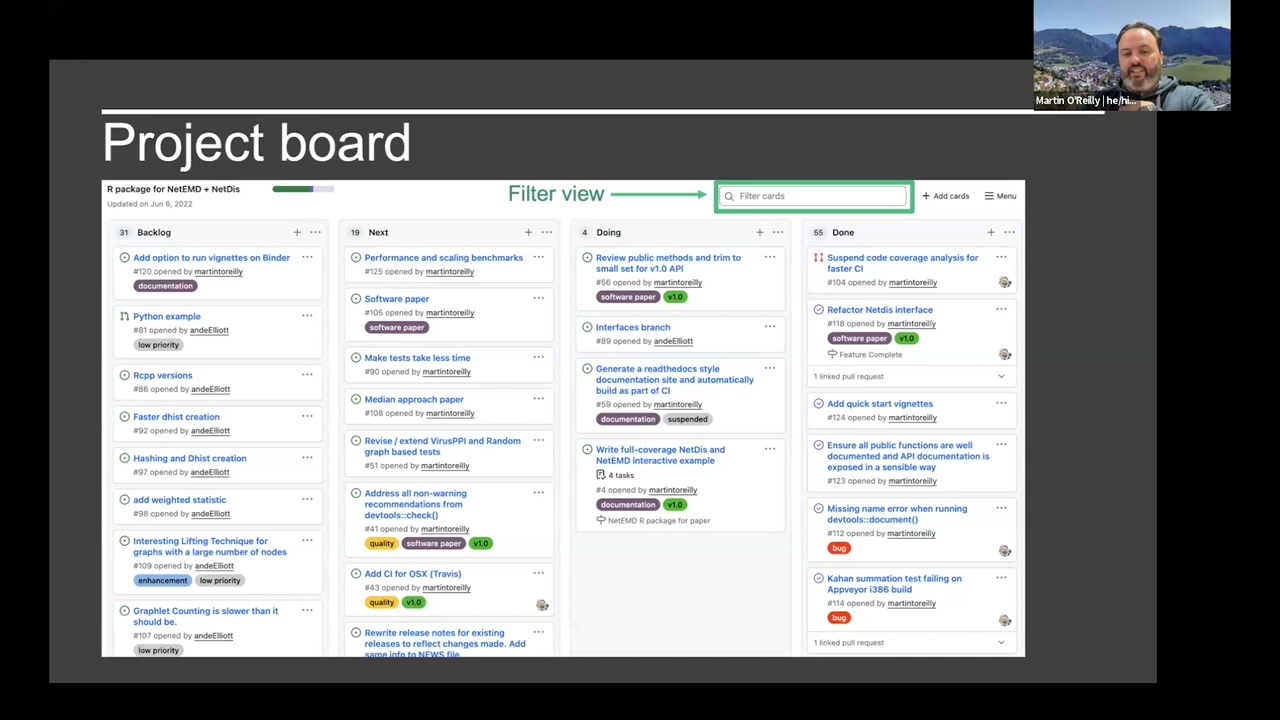 Martin O'Reilly | he/hi...
Project board
R package for NetEMD + NetDis
Updated on Jun 6, 2022
Filter view
Filter cards
Add cards
Menu
31 Backlog
Add option to run vignettes on Binder
#120 opened by martintoreilly
documentation
Python example
#81 opened by andeElliott
low priority
Rcpp versions
#86 opened by andeElliott
Faster dhist creation
#92 opened by andeElliott
Hashing and Dhist creation
#97 opened by andeElliott
add weighted statistic
#98 opened by andeElliott
Interesting Lifting Technique for
graphs with a large number of nodes
#109 opened by andeElliott
enhancement low priority
Graphlet Counting is slower than it
should be.
#107 opened by andeElliott
low priority
19 Next
Performance and scaling benchmarks
#125 opened by martintoreilly
Software paper
#105 opened by martintoreilly
software paper
Make tests take less time
#90 opened by martintoreilly
Median approach paper
#108 opened by martintoreilly
Revise / extend VirusPPI and Random
graph based tests
#51 opened by martintoreilly
Address all non-warning
recommendations from
devtools::check()
#41 opened by martintoreilly
quality software paper v1.0
Add CI for OSX (Travis)
#43 opened by martintoreilly
quality v1.0
Rewrite release notes for existing
releases to reflect changes made. Add
same info to NEWS file.
4 Doing
Review public methods and trim to
small set for v1.0 API
#56 opened by martintoreilly
software paper v1.0
Interfaces branch
#89 opened by andeElliott
Generate a readthedocs style
documentation site and automatically
build as part of CI
#59 opened by martintoreilly
documentation suspended
Write full-coverage NetDis and
NetEMD interactive example
4 tasks
#4 opened by martintoreilly
documentation v1.0
NetEMD R package for paper
55 Done
Suspend code coverage analysis for
faster CI
#104 opened by martintoreilly
Refactor Netdis interface
#118 opened by martintoreilly
software paper v1.0
Feature Complete
1 linked pull request
Add quick start vignettes
#124 opened by martintoreilly
Ensure all public functions are well
documented and API documentation is
exposed in a sensible way
#123 opened by martintoreilly
Missing name error when running
devtools::document()
#112 opened by martintoreilly
bug
Kahan summation test failing on
Appveyor i386 build
#114 opened by martintoreilly
bug
1 linked pull request